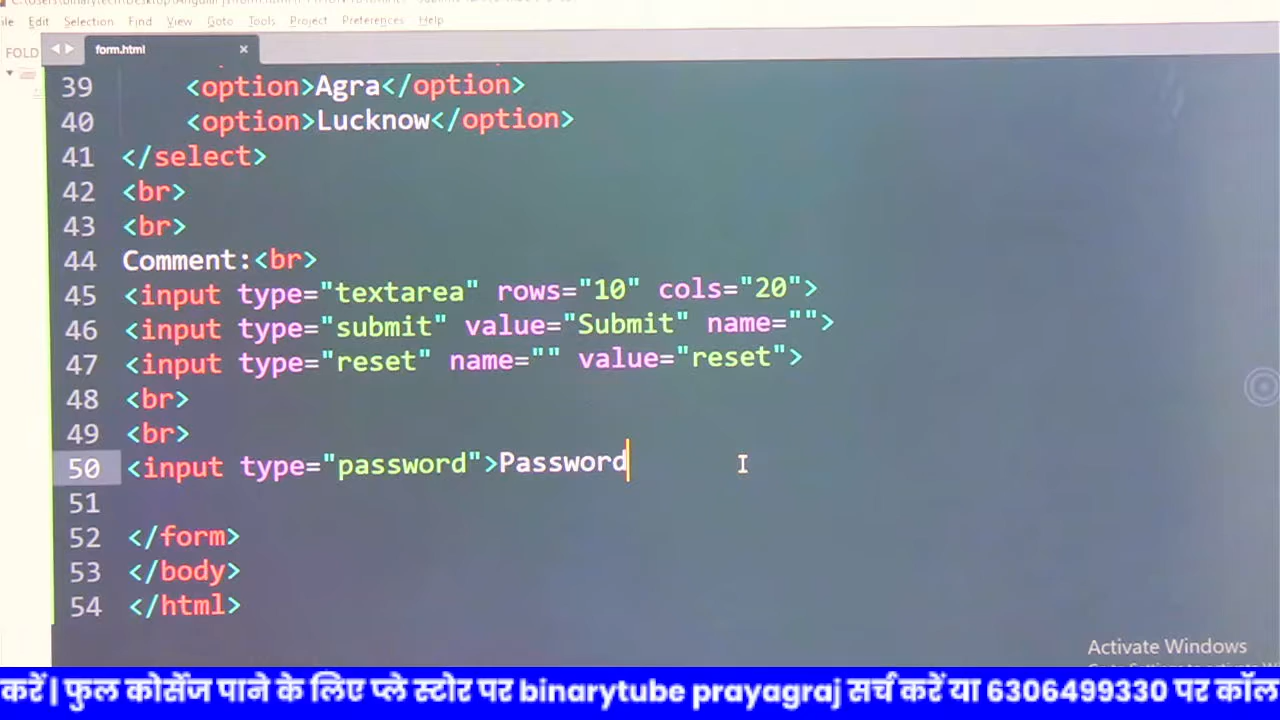 ile Edit Selection Find View Goto Tools Project Preferences Help
FOLD
form.html ×
39 <option>Agra</option>
40 <option>Lucknow</option>
41 </select>
42 <br>
43 <br>
44 Comment:<br>
45 <input type="textarea" rows="10" cols="20">
46 <input type="submit" value="Submit" name="">
47 <input type="reset" name="" value="reset">
48 <br>
49 <br>
50 <input type="password">Password
51
52 </form>
53 </body>
54 </html>
Activate Windows
करें | फुल कोर्सेज पाने के लिए प्ले स्टोर पर binarytube prayagraj सर्च करें या 6306499330 पर कॉल